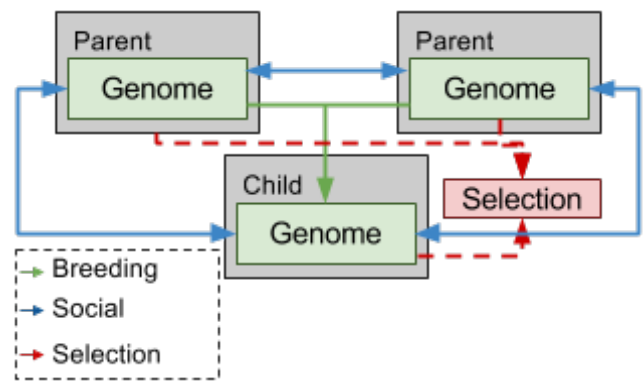 Parent
Genome
Parent
Genome
Child
Genome
Selection
Breeding
Social
Selection